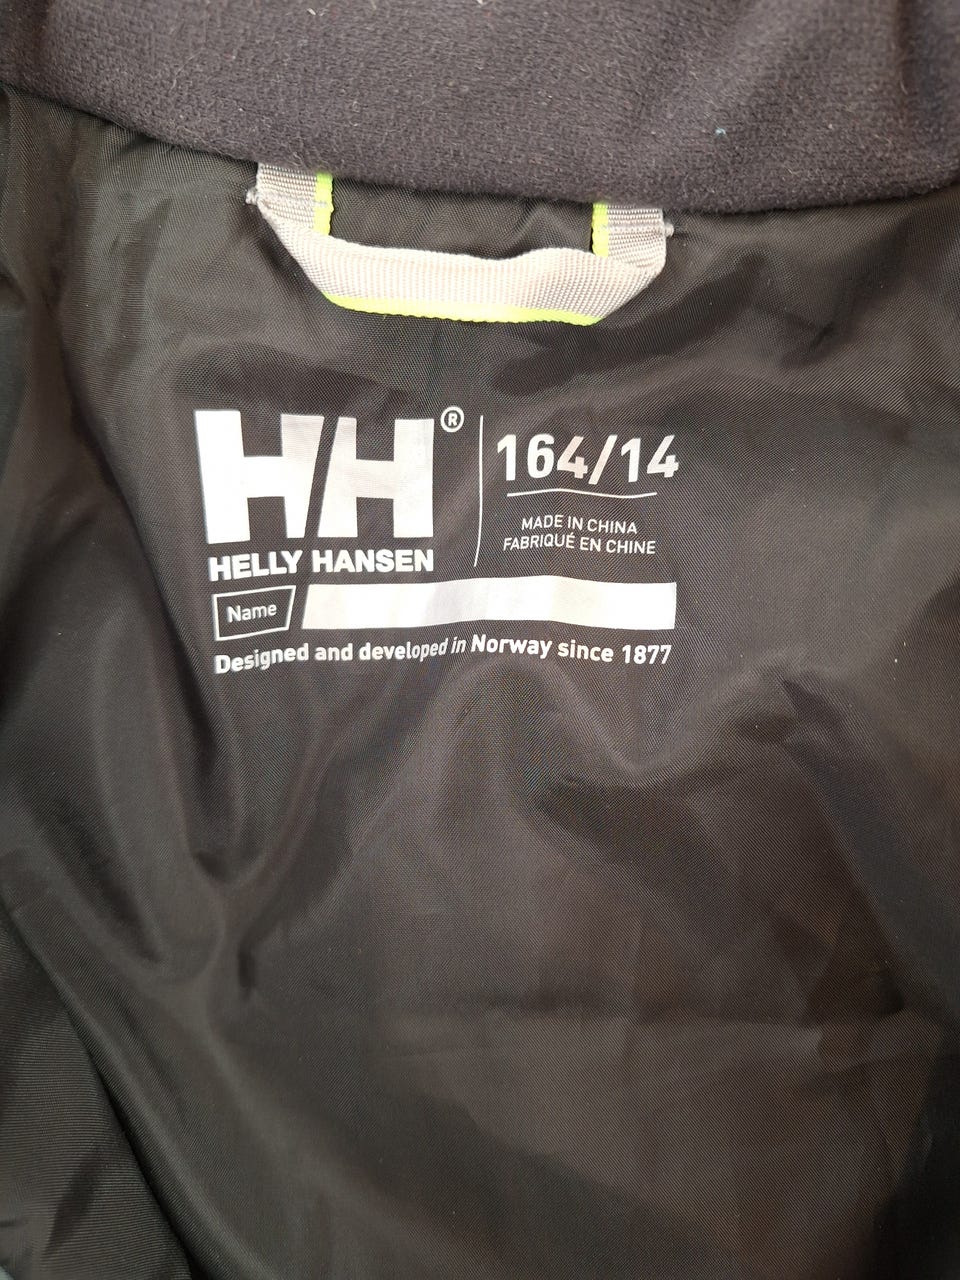 HH®
HELLY HANSEN
164/14
MADE IN CHINA
FABRIQUÉ EN CHINE
Name
Designed and developed in Norway since 1877